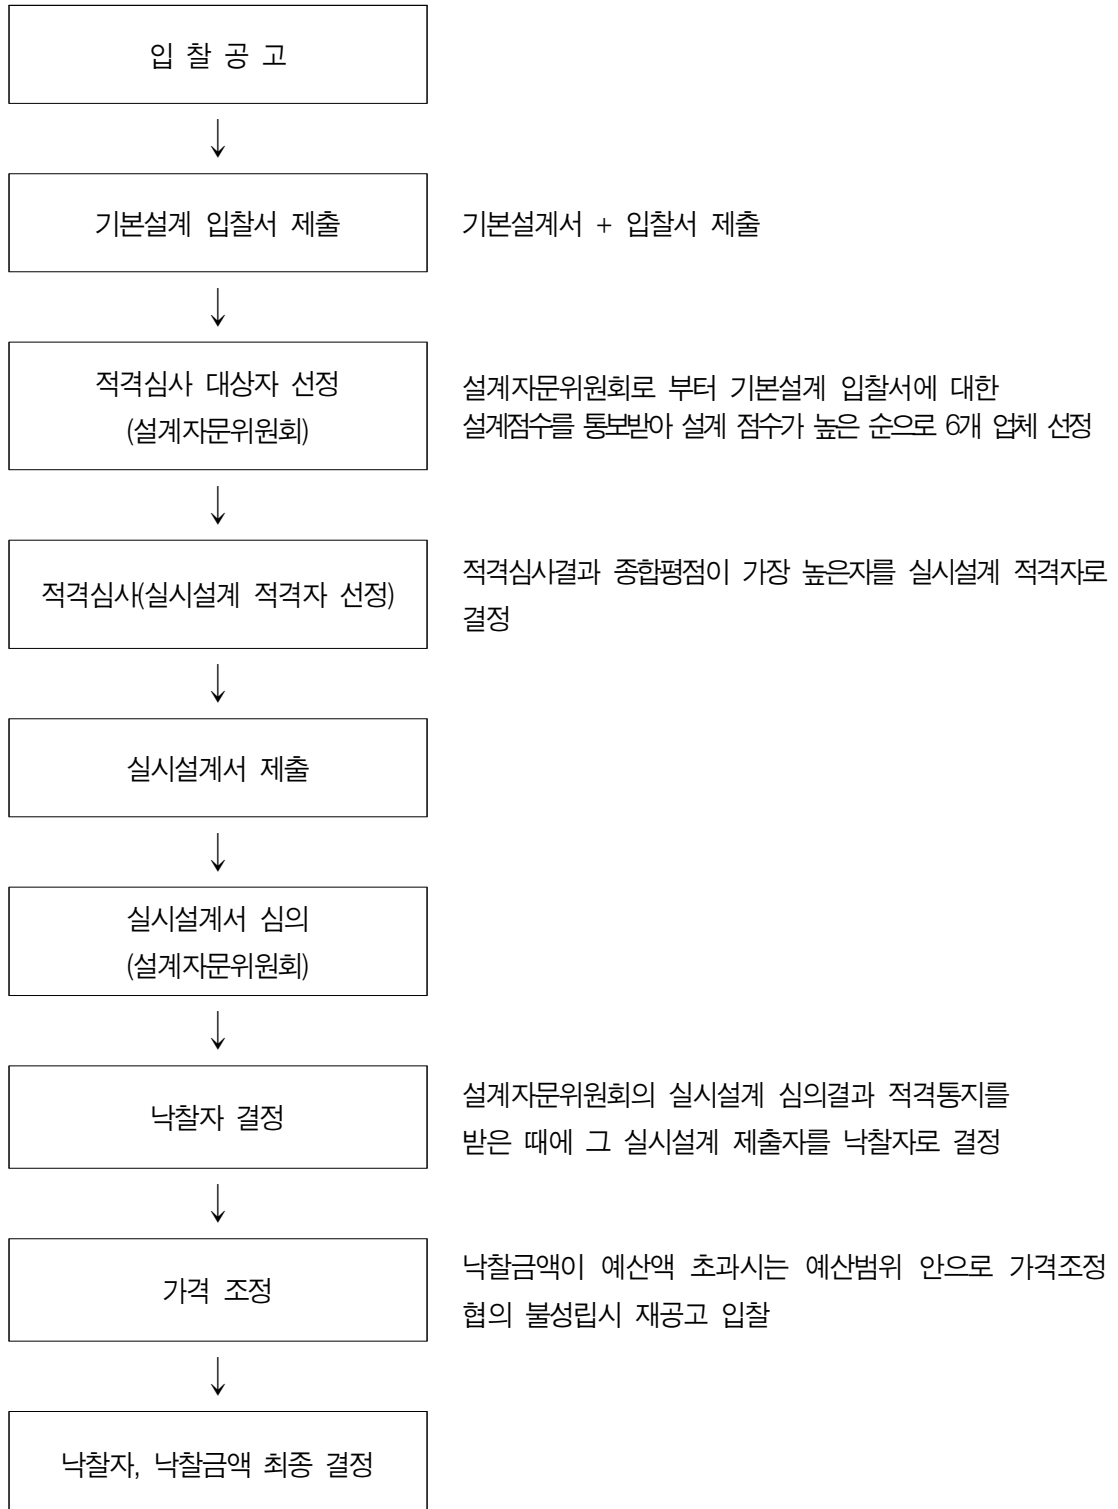 입 찰 공 고
↓
기본설계 입찰서 제출
기본설계서 + 입찰서 제출
↓
적격심사 대상자 선정
(설계자문위원회)
설계자문위원회로 부터 기본설계 입찰서에 대한
설계점수를 통보받아 설계 점수가 높은 순으로 6개 업체 선정
↓
적격심사(실시설계 적격자 선정)
적격심사결과 종합평점이 가장 높은자를 실시설계 적격자로
결정
↓
실시설계서 제출
↓
실시설계서 심의
(설계자문위원회)
↓
낙찰자 결정
설계자문위원회의 실시설계 심의결과 적격통지를
받은 때에 그 실시설계 제출자를 낙찰자로 결정
↓
가격 조정
낙찰금액이 예산액 초과시는 예산범위 안으로 가격조정
협의 불성립시 재공고 입찰
↓
낙찰자, 낙찰금액 최종 결정